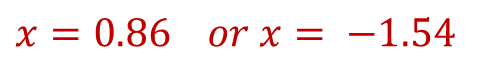 x = 0.86 or x = −1.54